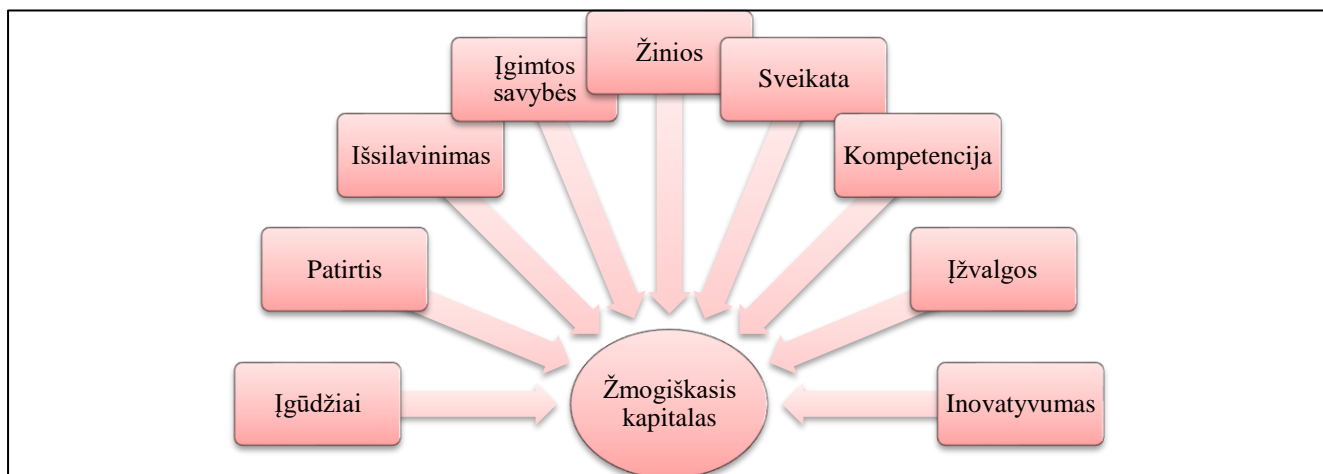 Žinios
Įgimtos
savybės
Sveikata
Išsilavinimas
Kompetencija
Patirtis
Įžvalgos
Įgūdžiai
Žmogiškasis
kapitalas
Inovatyvumas